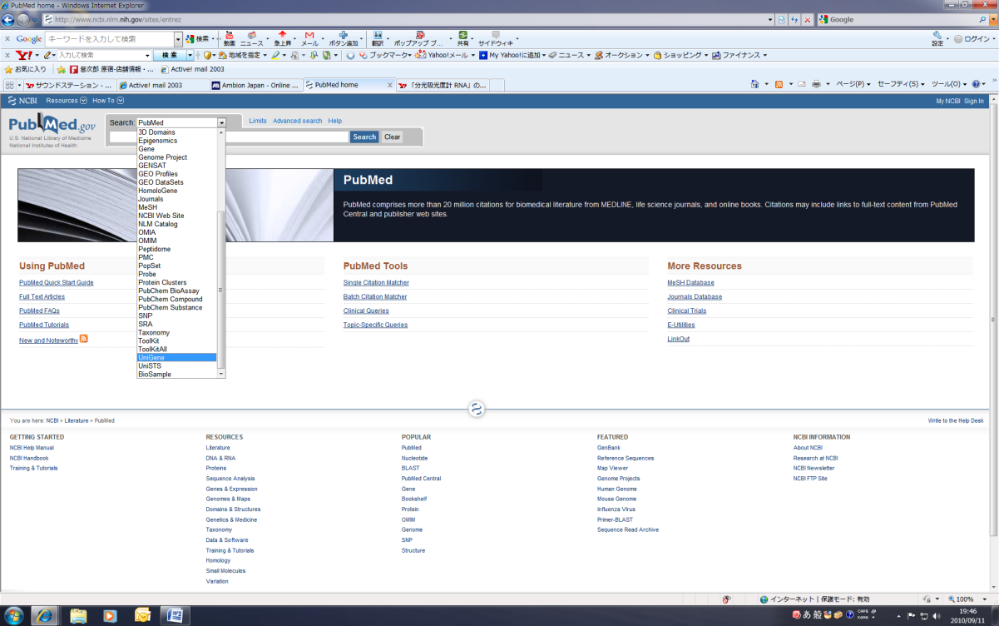 PubMed home - Windows Internet Explorer
http://www.ncbi.nlm.nih.gov/sites/entrez
Google
x Google キーワードを入力して検索 検索 動画 ニュース 急上昇 メール ボタン追加 翻訳 ポップアップ ブ... 共有 サイドウィキ 設定 ログイン
x Y! 入力して検索 検索 地域を指定 ブックマーク Yahoo!メール My Yahoo!に追加 ニュース オークション ショッピング ファイナンス
お気に入り 音次郎 原宿-店舗情報・... Active! mail 2003
サウンドステーション - ... Active! mail 2003 Ambion Japan - Online ... PubMed home x 「分光吸光度計 RNA」の... ページ(P) セーフティ(S) ツール(O)
NCBI Resources How To My NCBI Sign In
PubMed.gov
U.S. National Library of Medicine
National Institutes of Health
Search: PubMed Limits Advanced search Help
Search Clear
3D Domains
Epigenomics
Gene
Genome Project
GENSAT
GEO Profiles
GEO DataSets
HomoloGene
Journals
MeSH
NCBI Web Site
NLM Catalog
OMIA
OMIM
Peptidome
PMC
PopSet
Probe
Protein Clusters
PubChem BioAssay
PubChem Compound
PubChem Substance
SNP
SRA
Taxonomy
ToolKit
ToolKitAll
UniGene
UniSTS
BioSample
PubMed
PubMed comprises more than 20 million citations for biomedical literature from MEDLINE, life science journals, and online books. Citations may include links to full-text content from PubMed
Central and publisher web sites.
Using PubMed
PubMed Quick Start Guide
Full Text Articles
PubMed FAQs
PubMed Tutorials
New and Noteworthy
PubMed Tools
Single Citation Matcher
Batch Citation Matcher
Clinical Queries
Topic-Specific Queries
More Resources
MeSH Database
Journals Database
Clinical Trials
E-Utilities
LinkOut
You are here: NCBI > Literature > PubMed
Write to the Help Desk
GETTING STARTED
NCBI Help Manual
NCBI Handbook
Training & Tutorials
RESOURCES
Literature
DNA & RNA
Proteins
Sequence Analysis
Genes & Expression
Genomes & Maps
Domains & Structures
Genetics & Medicine
Taxonomy
Data & Software
Training & Tutorials
Homology
Small Molecules
Variation
POPULAR
PubMed
Nucleotide
BLAST
PubMed Central
Gene
Bookshelf
Protein
OMIM
Genome
SNP
Structure
FEATURED
GenBank
Reference Sequences
Map Viewer
Genome Projects
Human Genome
Mouse Genome
Influenza Virus
Primer-BLAST
Sequence Read Archive
NCBI INFORMATION
About NCBI
Research at NCBI
NCBI Newsletter
NCBI FTP Site
インターネット | 保護モード: 有効 100%
あ 般 CAPS KANA 19:46
2010/09/11